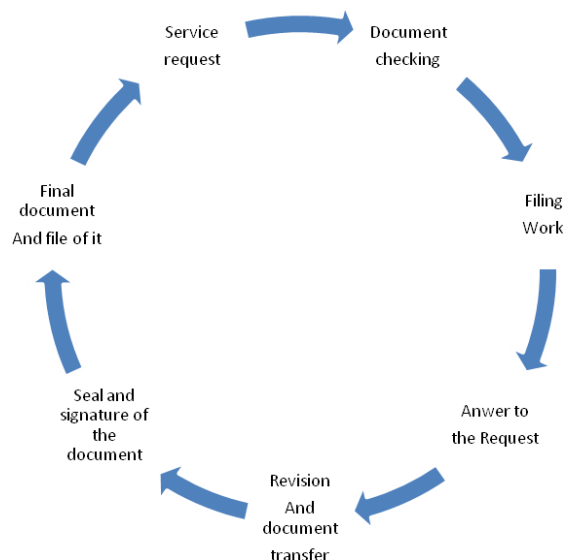 Service
request
Document
checking
Filing
Work
Anwer to
the Request
Revision
And
document
transfer
Seal and
signature of
the
document
Final
document
And file of it